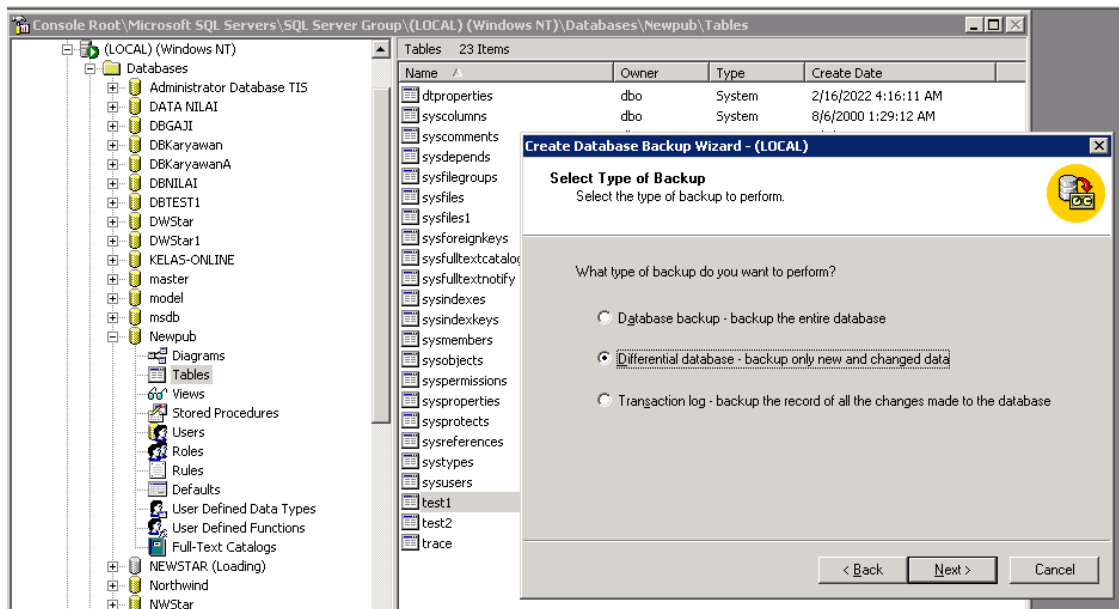 Console Root\Microsoft SQL Servers\SQL Server Group\(LOCAL) (Windows NT)\Databases\Newpub\Tables
(LOCAL) (Windows NT)
Databases
Administrator Database TIS
DATA NILAI
DBGAJI
DBKaryawan
DBKaryawanA
DBNILAI
DBTEST1
DWStar
DWStar1
KELAS-ONLINE
master
model
msdb
Newpub
Diagrams
Tables
Views
Stored Procedures
Users
Roles
Rules
Defaults
User Defined Data Types
User Defined Functions
Full-Text Catalogs
NEWSTAR (Loading)
Northwind
NWStar
Tables 23 Items
Name Owner Type Create Date
dtproperties dbo System 2/16/2022 4:16:11 AM
syscolumns dbo System 8/6/2000 1:29:12 AM
syscomments
sysdepends
sysfilegroups
sysfiles
sysfiles1
sysforeignkeys
sysfulltextcatalog
sysfulltextnotify
sysindexes
sysindexkeys
sysmembers
sysobjects
syspermissions
sysproperties
sysprotects
sysreferences
systypes
sysusers
test1
test2
trace
Create Database Backup Wizard - (LOCAL)
Select Type of Backup
Select the type of backup to perform.
What type of backup do you want to perform?
Database backup - backup the entire database
Differential database - backup only new and changed data
Transaction log - backup the record of all the changes made to the database
< Back Next > Cancel